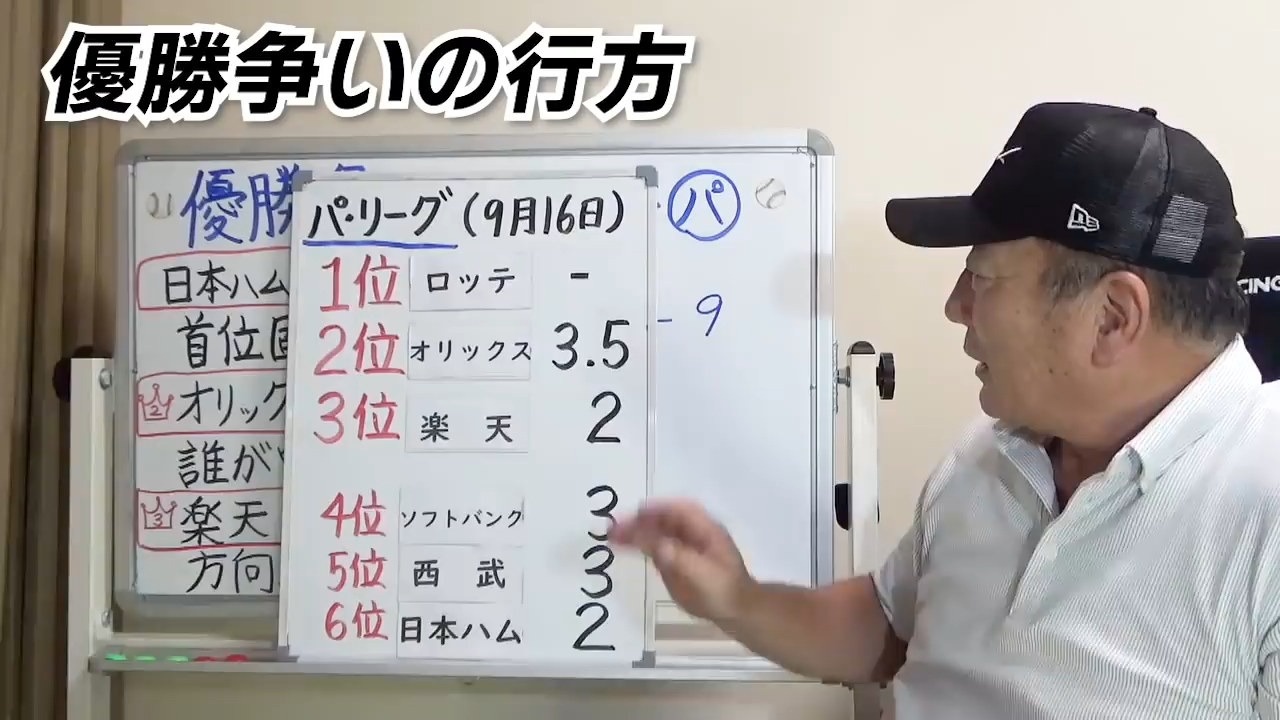 優勝争いの行方
優勝
パ
パ・リーグ(9月16日)
1位 ロッテ -
2位 オリックス 3.5
3位 楽天 2
4位 ソフトバンク 3
5位 西武 3
6位 日本ハム 2
日本ハム
首位
2 オリック
誰が
3 楽天
方向
- 9
CING